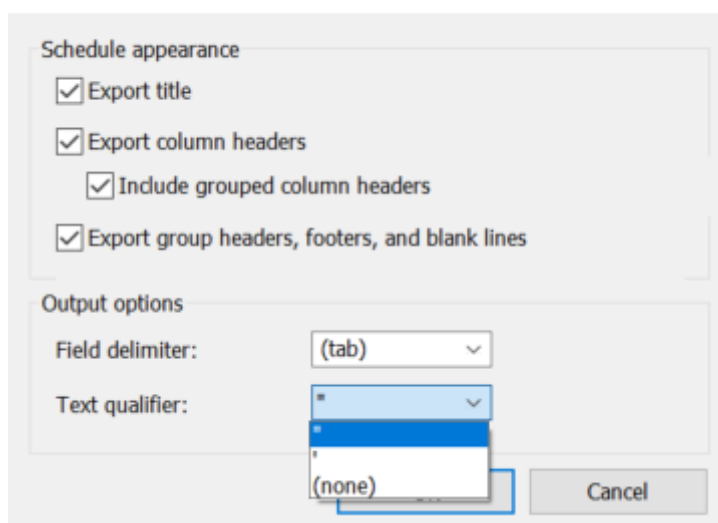 Schedule appearance
Export title
Export column headers
Include grouped column headers
Export group headers, footers, and blank lines
Output options
Field delimiter: (tab)
Text qualifier: "
"
'
(none)
Cancel